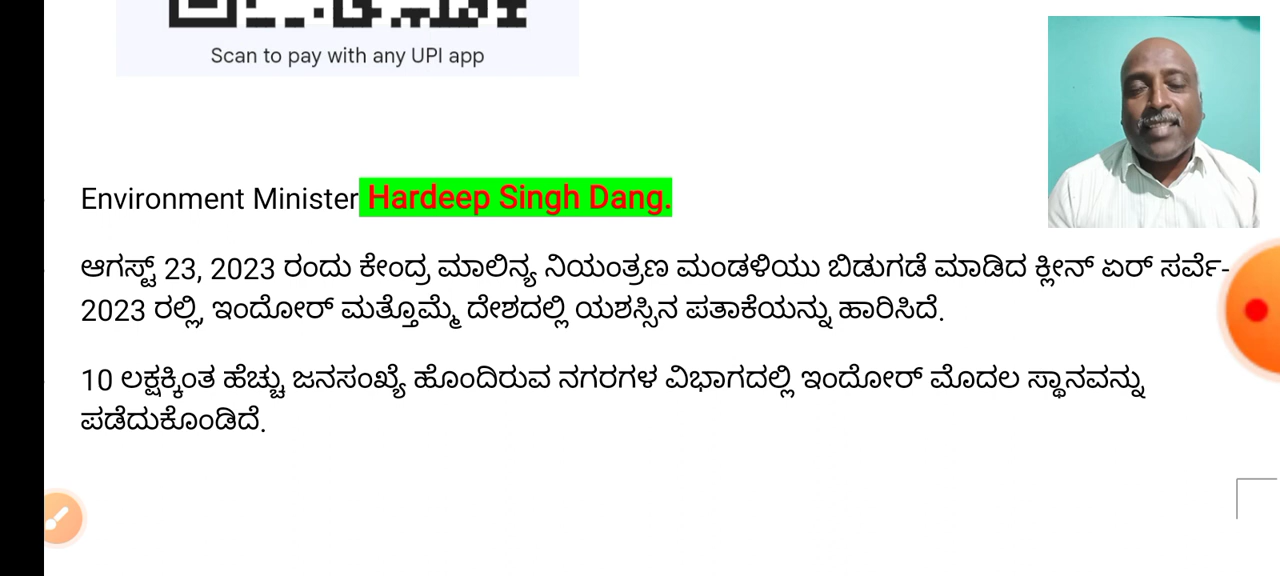 Scan to pay with any UPI app
Environment Minister Hardeep Singh Dang.
ಆಗಸ್ಟ್ 23, 2023 ರಂದು ಕೇಂದ್ರ ಮಾಲಿನ್ಯ ನಿಯಂತ್ರಣ ಮಂಡಳಿಯು ಬಿಡುಗಡೆ ಮಾಡಿದ ಕ್ಲೀನ್ ಏರ್ ಸರ್ವೆ-
2023 ರಲ್ಲಿ, ಇಂದೋರ್ ಮತ್ತೊಮ್ಮೆ ದೇಶದಲ್ಲಿ ಯಶಸ್ಸಿನ ಪತಾಕೆಯನ್ನು ಹಾರಿಸಿದೆ.
10 ಲಕ್ಷಕ್ಕಿಂತ ಹೆಚ್ಚು ಜನಸಂಖ್ಯೆ ಹೊಂದಿರುವ ನಗರಗಳ ವಿಭಾಗದಲ್ಲಿ ಇಂದೋರ್ ಮೊದಲ ಸ್ಥಾನವನ್ನು
ಪಡೆದುಕೊಂಡಿದೆ.